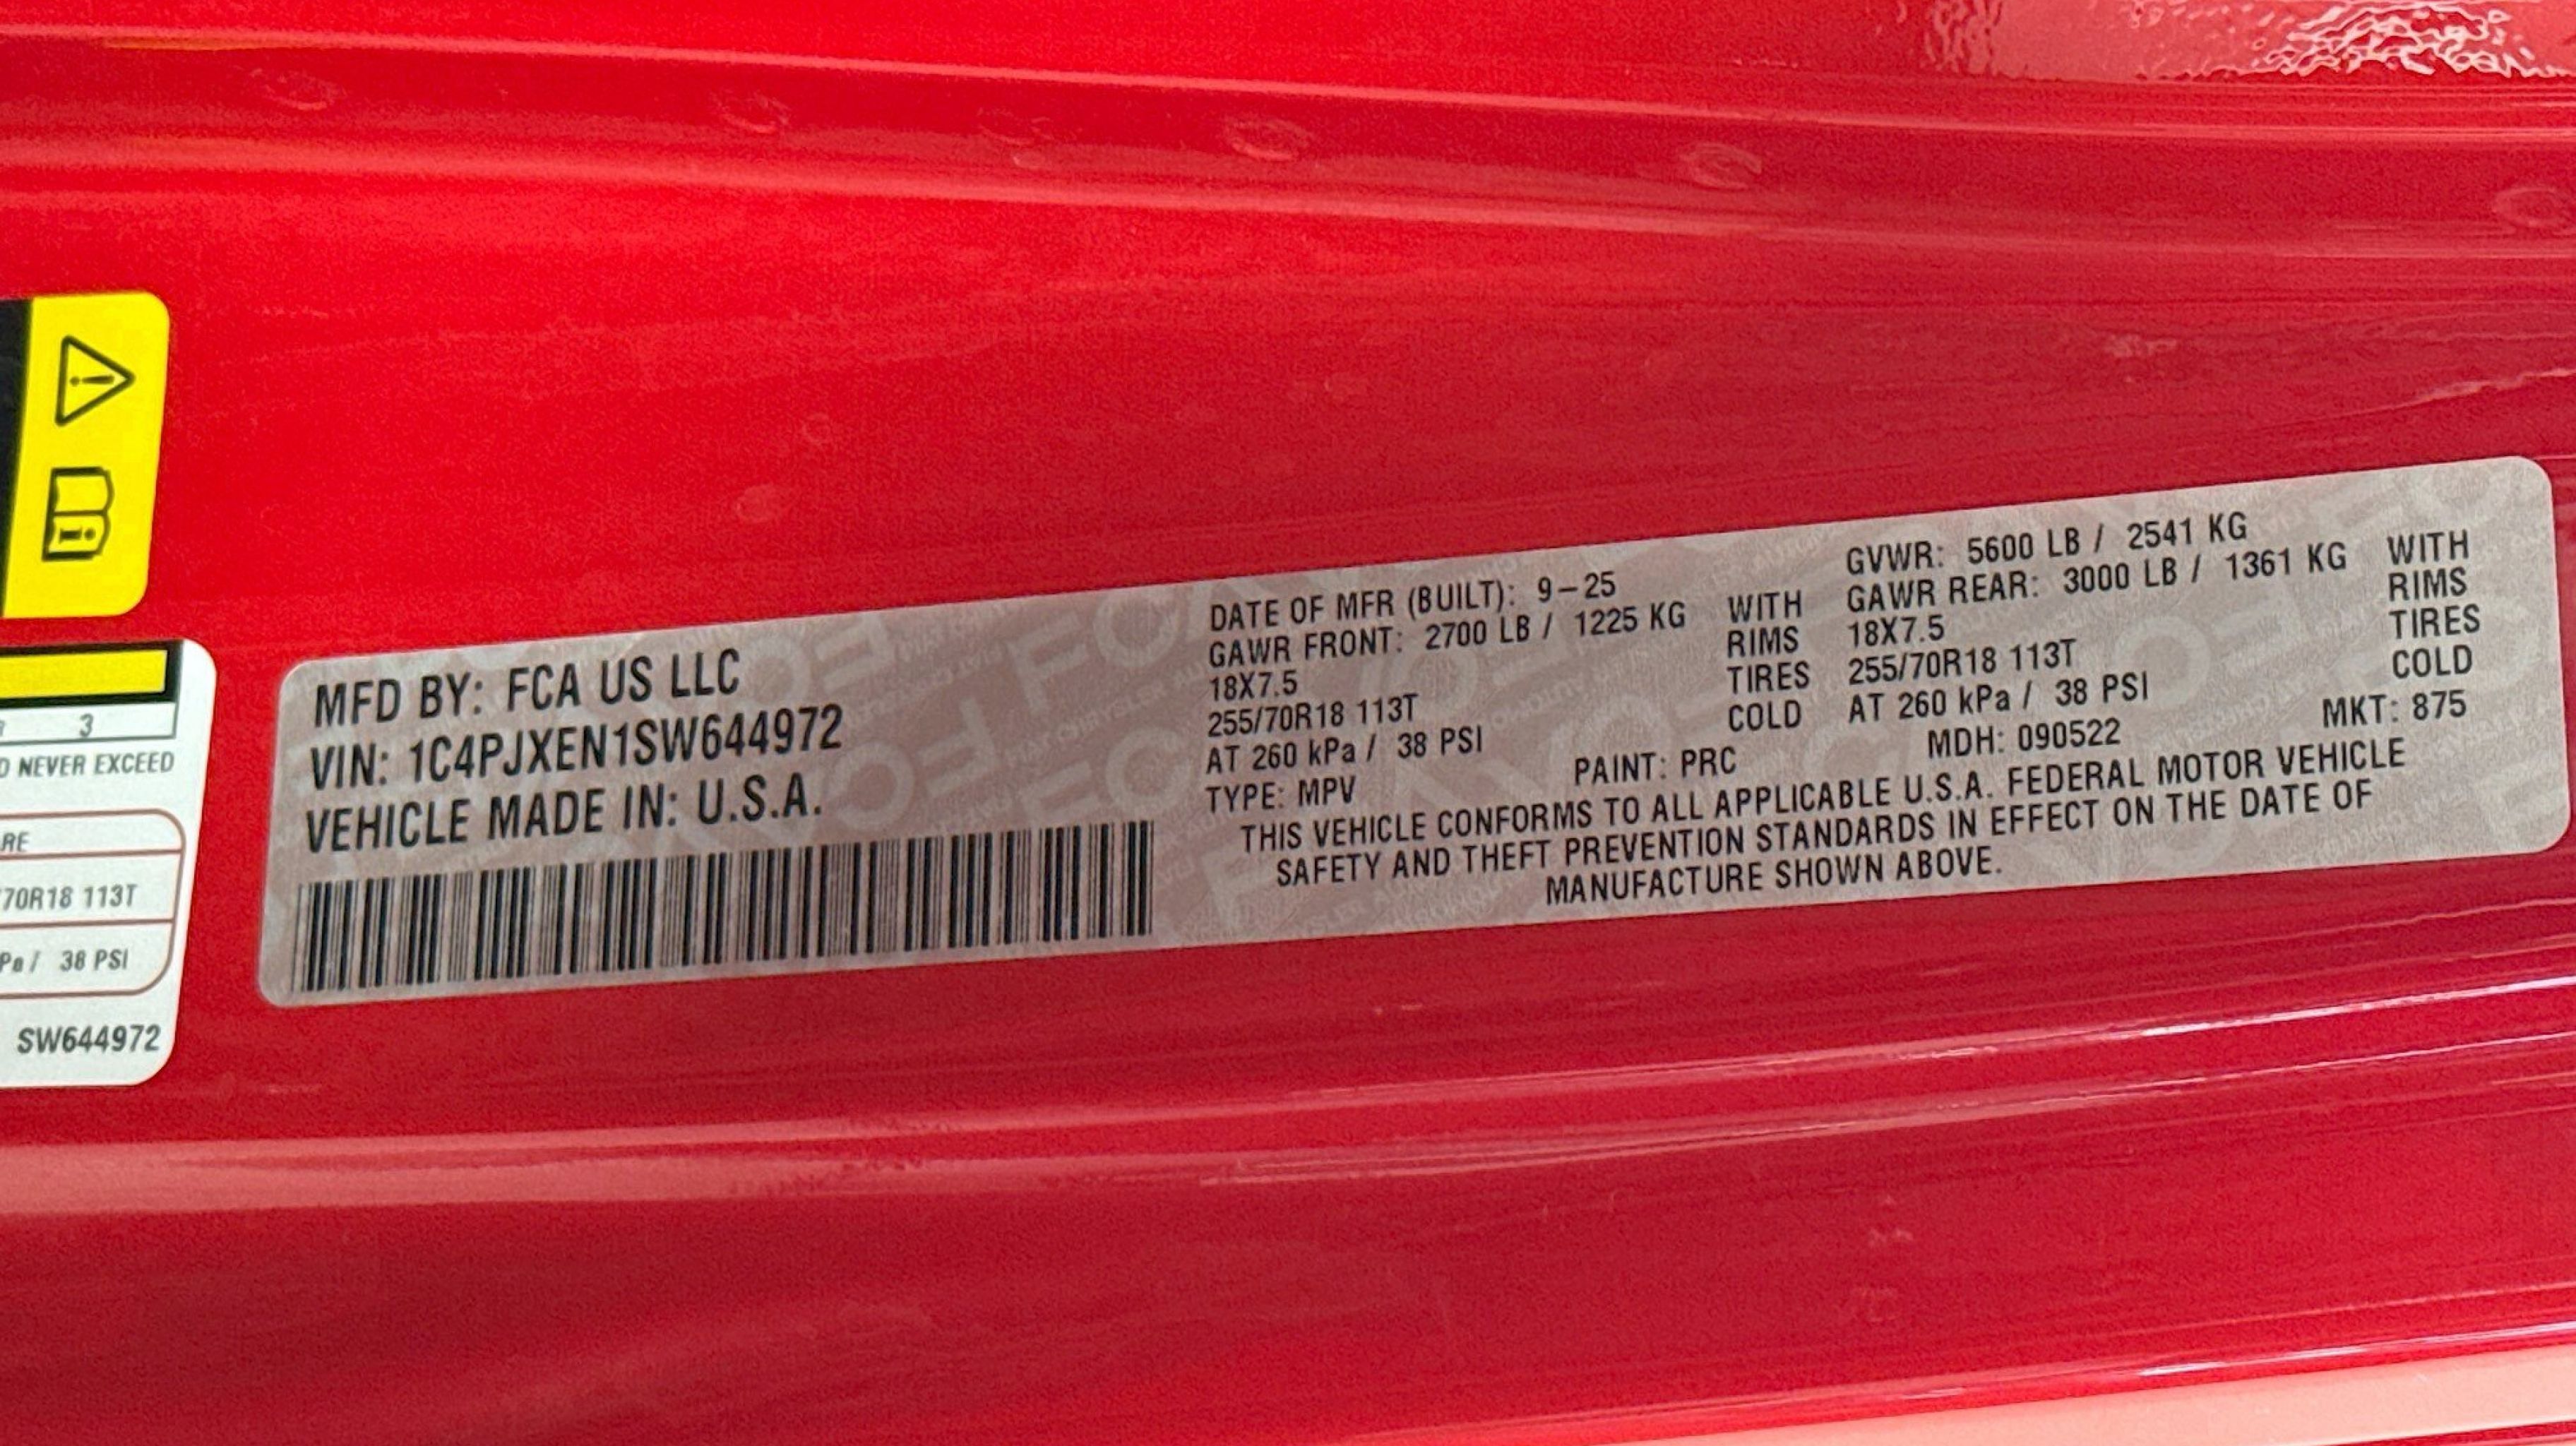 3
D NEVER EXCEED
RE
70R18 113T
Pa / 38 PSI
SW644972
MFD BY: FCA US LLC
VIN: 1C4PJXEN1SW644972
VEHICLE MADE IN: U.S.A.
DATE OF MFR (BUILT): 9-25 GVWR: 5600 LB / 2541 KG
GAWR FRONT: 2700 LB / 1225 KG WITH GAWR REAR: 3000 LB / 1361 KG WITH
18X7.5 RIMS 18X7.5 RIMS
255/70R18 113T TIRES 255/70R18 113T TIRES
AT 260 kPa / 38 PSI COLD AT 260 kPa / 38 PSI COLD
TYPE: MPV PAINT: PRC MDH: 090522 MKT: 875
THIS VEHICLE CONFORMS TO ALL APPLICABLE U.S.A. FEDERAL MOTOR VEHICLE
SAFETY AND THEFT PREVENTION STANDARDS IN EFFECT ON THE DATE OF
MANUFACTURE SHOWN ABOVE.